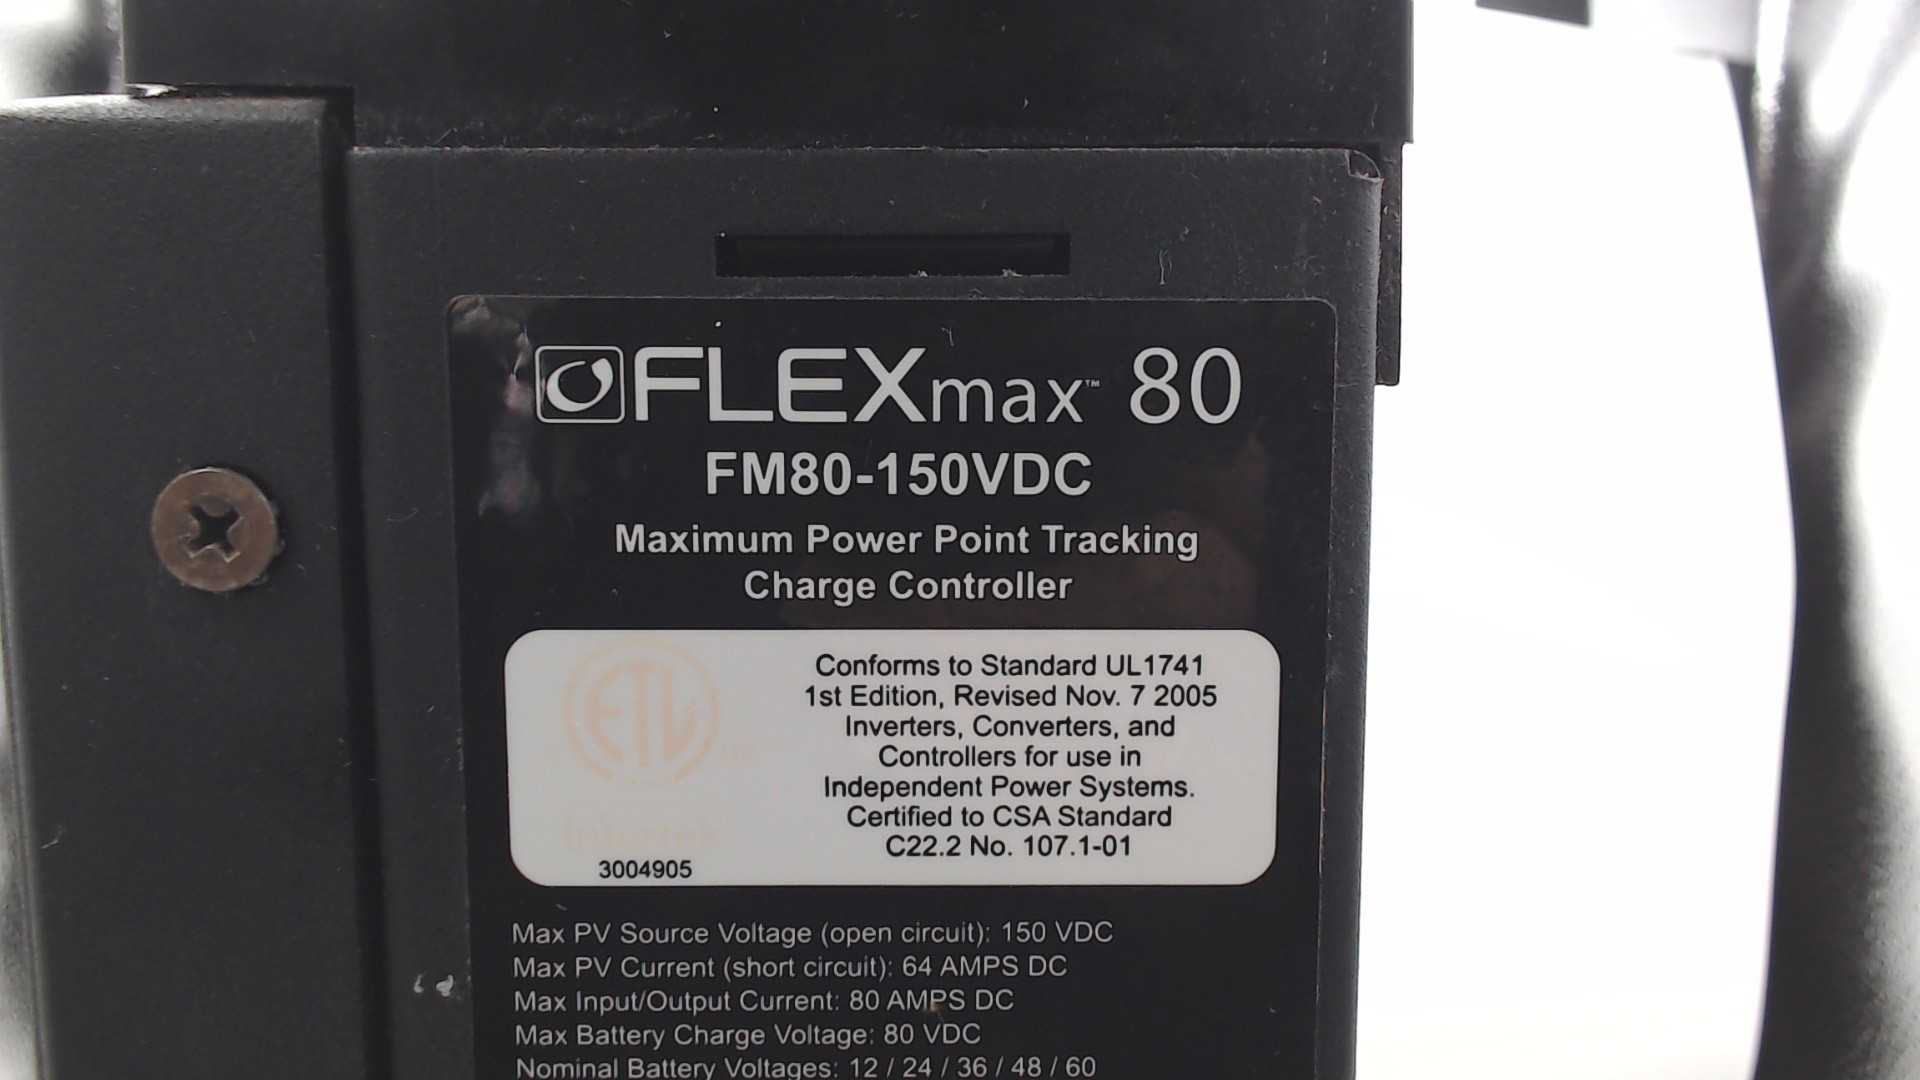 FLEXmax™ 80
FM80-150VDC
Maximum Power Point Tracking
Charge Controller
ETL
Intertek
3004905
Conforms to Standard UL1741
1st Edition, Revised Nov. 7 2005
Inverters, Converters, and
Controllers for use in
Independent Power Systems.
Certified to CSA Standard
C22.2 No. 107.1-01
Max PV Source Voltage (open circuit): 150 VDC
Max PV Current (short circuit): 64 AMPS DC
Max Input/Output Current: 80 AMPS DC
Max Battery Charge Voltage: 80 VDC
Nominal Battery Voltages: 12 / 24 / 36 / 48 / 60